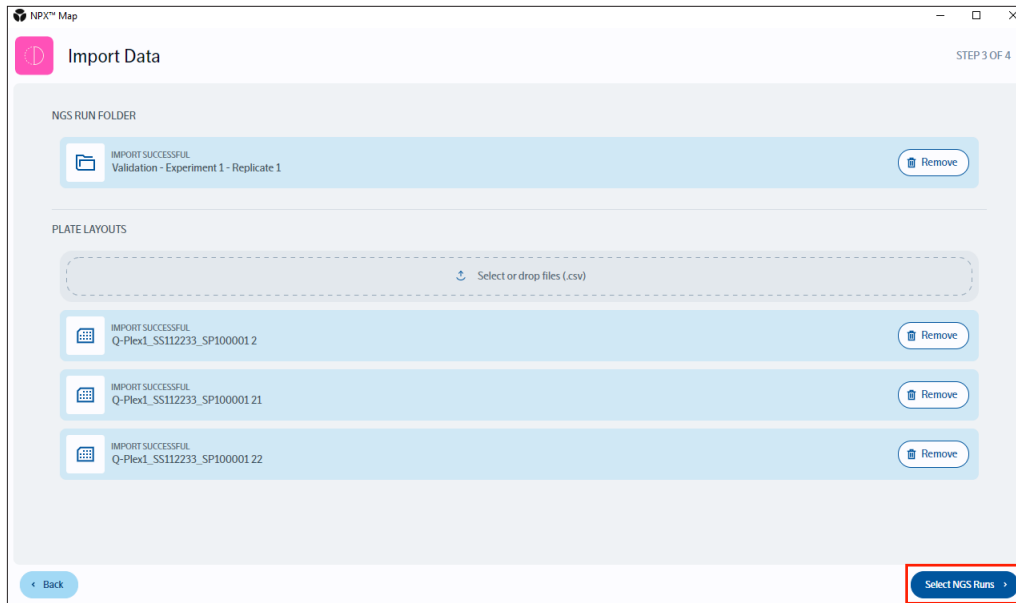 NPX™ Map
Import Data
STEP 3 OF 4
NGS RUN FOLDER
IMPORT SUCCESSFUL
Validation - Experiment 1 - Replicate 1
Remove
PLATE LAYOUTS
Select or drop files (.csv)
IMPORT SUCCESSFUL
Q-Plex1_SS112233_SP100001 2
Remove
IMPORT SUCCESSFUL
Q-Plex1_SS112233_SP100001 21
Remove
IMPORT SUCCESSFUL
Q-Plex1_SS112233_SP100001 22
Remove
Back
Select NGS Runs